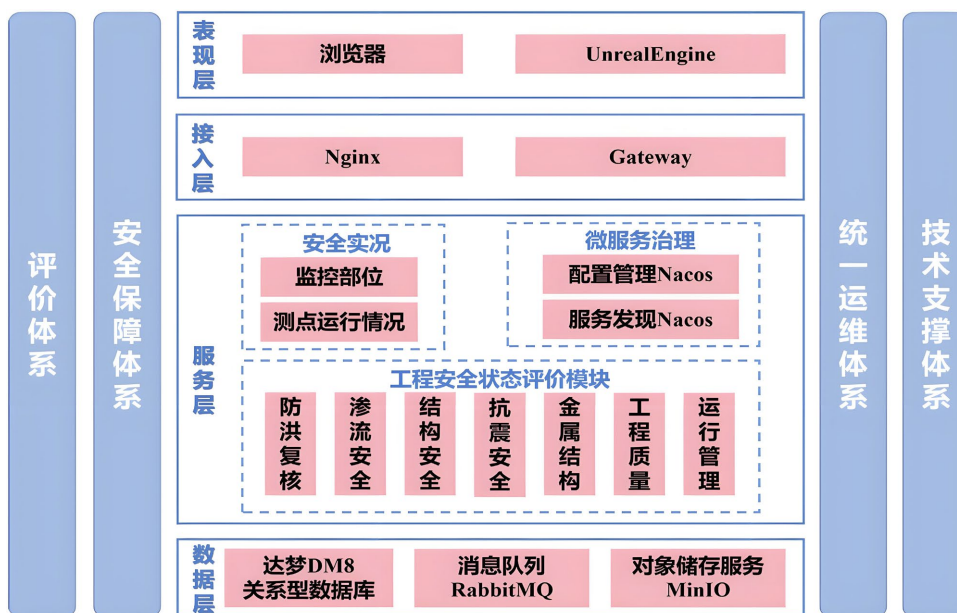 评价体系
安全保障体系
表现层
浏览器
UnrealEngine
接入层
Nginx
Gateway
服务层
安全实况
监控部位
测点运行情况
微服务治理
配置管理Nacos
服务发现Nacos
工程安全状态评价模块
防洪复核
渗流安全
结构安全
抗震安全
金属结构
工程质量
运行管理
数据层
达梦DM8
关系型数据库
消息队列
RabbitMQ
对象储存服务
MinIO
统一运维体系
技术支撑体系